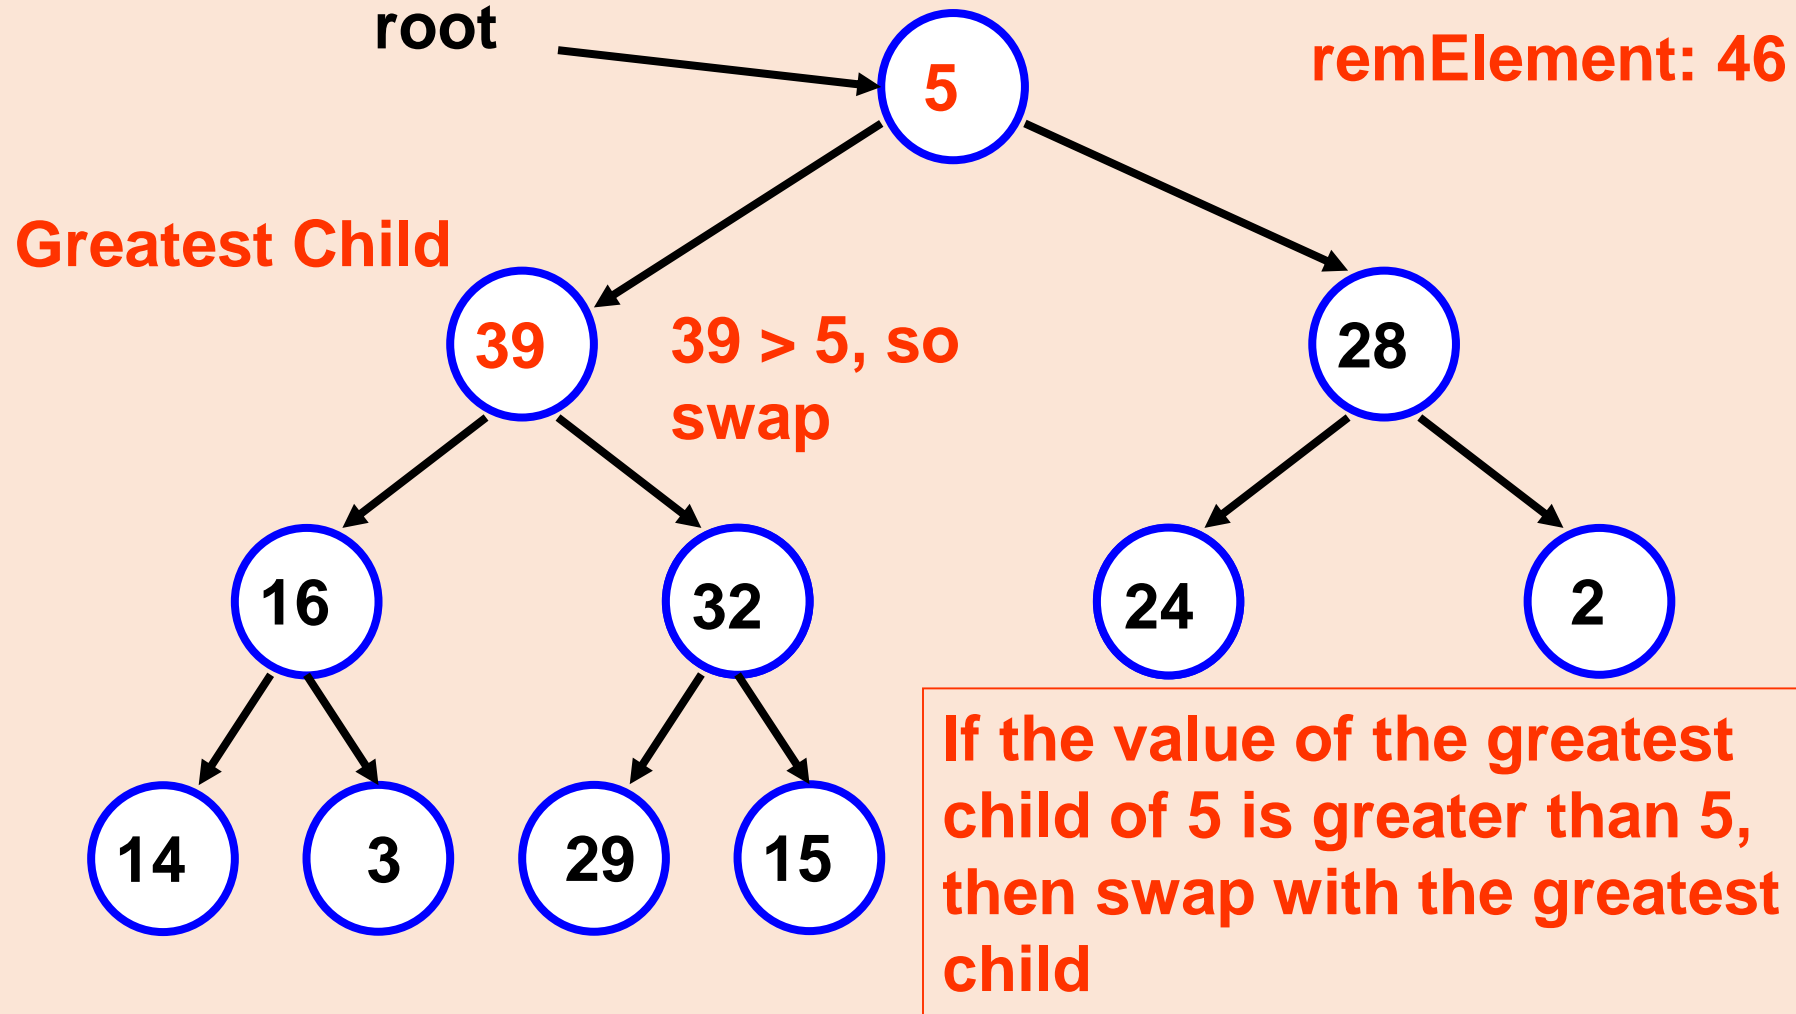 root
5
remElement: 46
Greatest Child
39
39 > 5, so
swap
28
16
32
24
2
14
3
29
15
If the value of the greatest
child of 5 is greater than 5,
then swap with the greatest
child